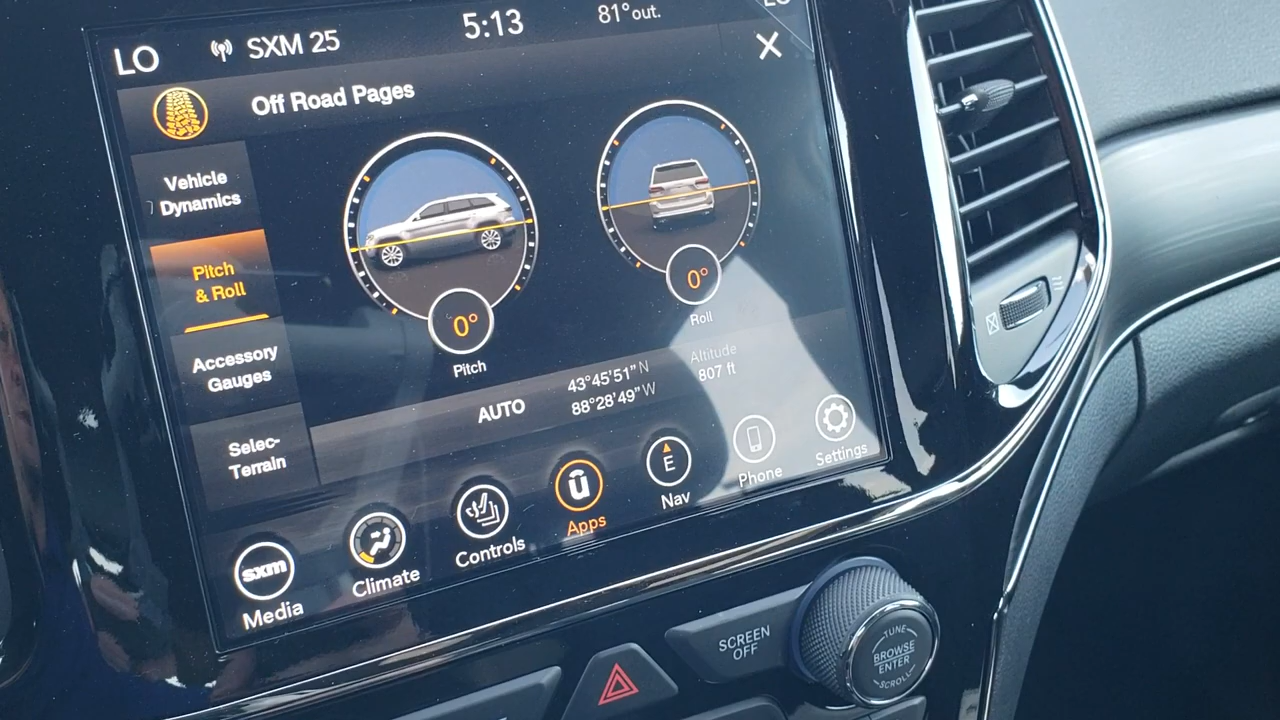 LO
SXM 25
5:13
81°out.
LO
Off Road Pages
Vehicle
Dynamics
Pitch
& Roll
Accessory
Gauges
Selec-
Terrain
0°
Pitch
0°
Roll
AUTO
43°45'51"N
88°28'49"W
Altitude
807 ft
sxm
Media
Climate
Controls
Apps
E
Nav
Phone
Settings
SCREEN
OFF
TUNE
BROWSE
ENTER
SCROLL